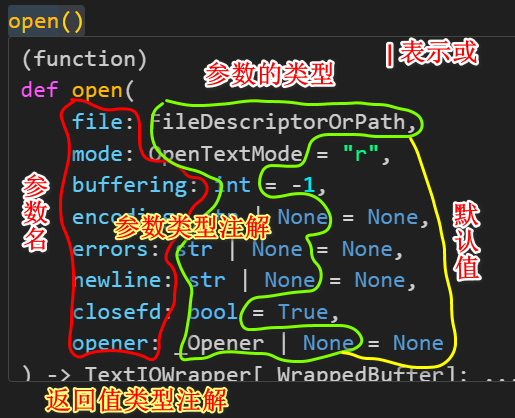 open()
(function)
| 表示或
参数的类型
def open(
file: FileDescriptorOrPath,
mode: OpenTextMode = "r",
buffering: int = -1,
参数名
参数类型注解
| None = None,
默认值
errors: str | None = None,
newline: str | None = None,
closefd: bool = True,
opener: _Opener | None = None
) -> TextIOWrapper[_WrappedBuffer]: ...
返回值类型注解